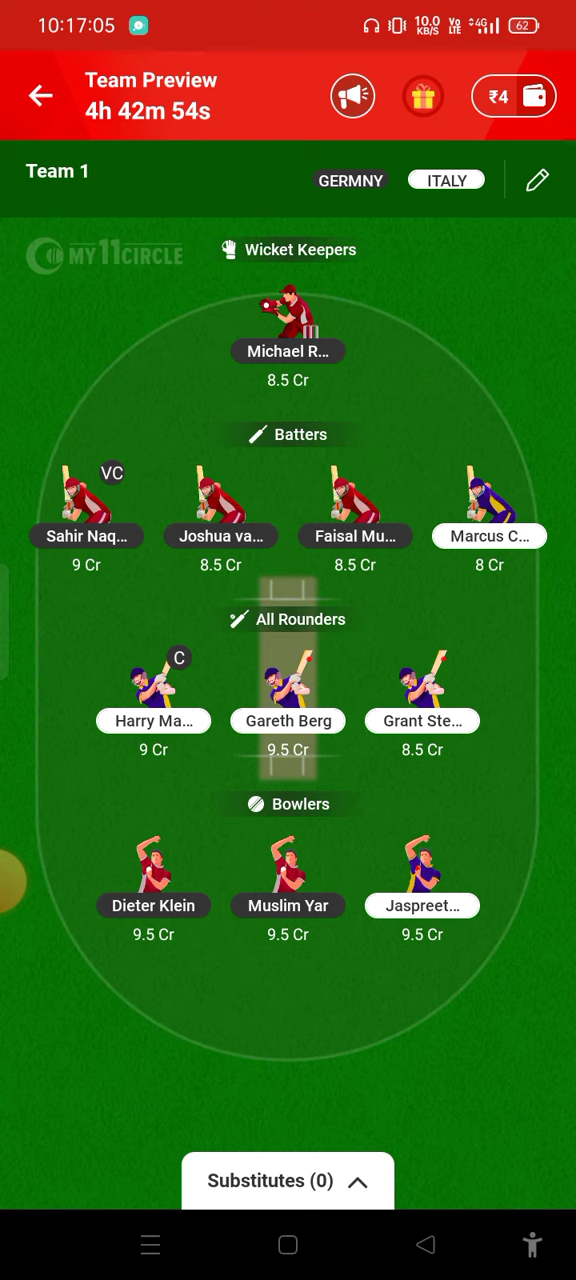 10:17:05
10.0 KB/S
Vo LTE
4G
62
Team Preview
4h 42m 54s
₹4
Team 1
GERMNY
ITALY
MY11CIRCLE
Wicket Keepers
Michael R...
8.5 Cr
Batters
VC
Sahir Naq...
Joshua va...
Faisal Mu...
Marcus C...
9 Cr
8.5 Cr
8.5 Cr
8 Cr
All Rounders
C
Harry Ma...
Gareth Berg
Grant Ste...
9 Cr
9.5 Cr
8.5 Cr
Bowlers
Dieter Klein
Muslim Yar
Jaspreet...
9.5 Cr
9.5 Cr
9.5 Cr
Substitutes (0)